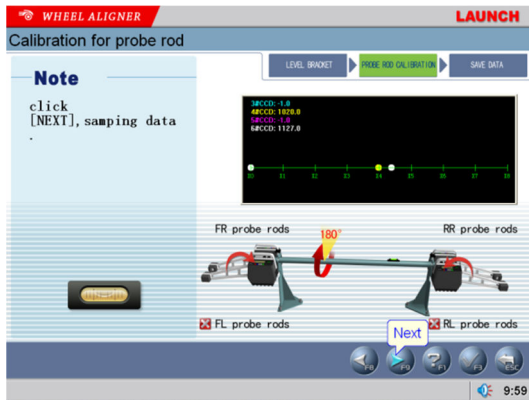 WHEEL ALIGNER
LAUNCH
Calibration for probe rod
LEVEL BRACKET
PROBE ROD CALIBRATION
SAVE DATA
Note
click
[NEXT],samping data
.
3#CCD:-1.0
4#CCD:1020.0
5#CCD:-1.0
6#CCD:1127.0
FR probe rods
180°
RR probe rods
FL probe rods
RL probe rods
Next
F8
F9
F1
F3
ESC
9:59